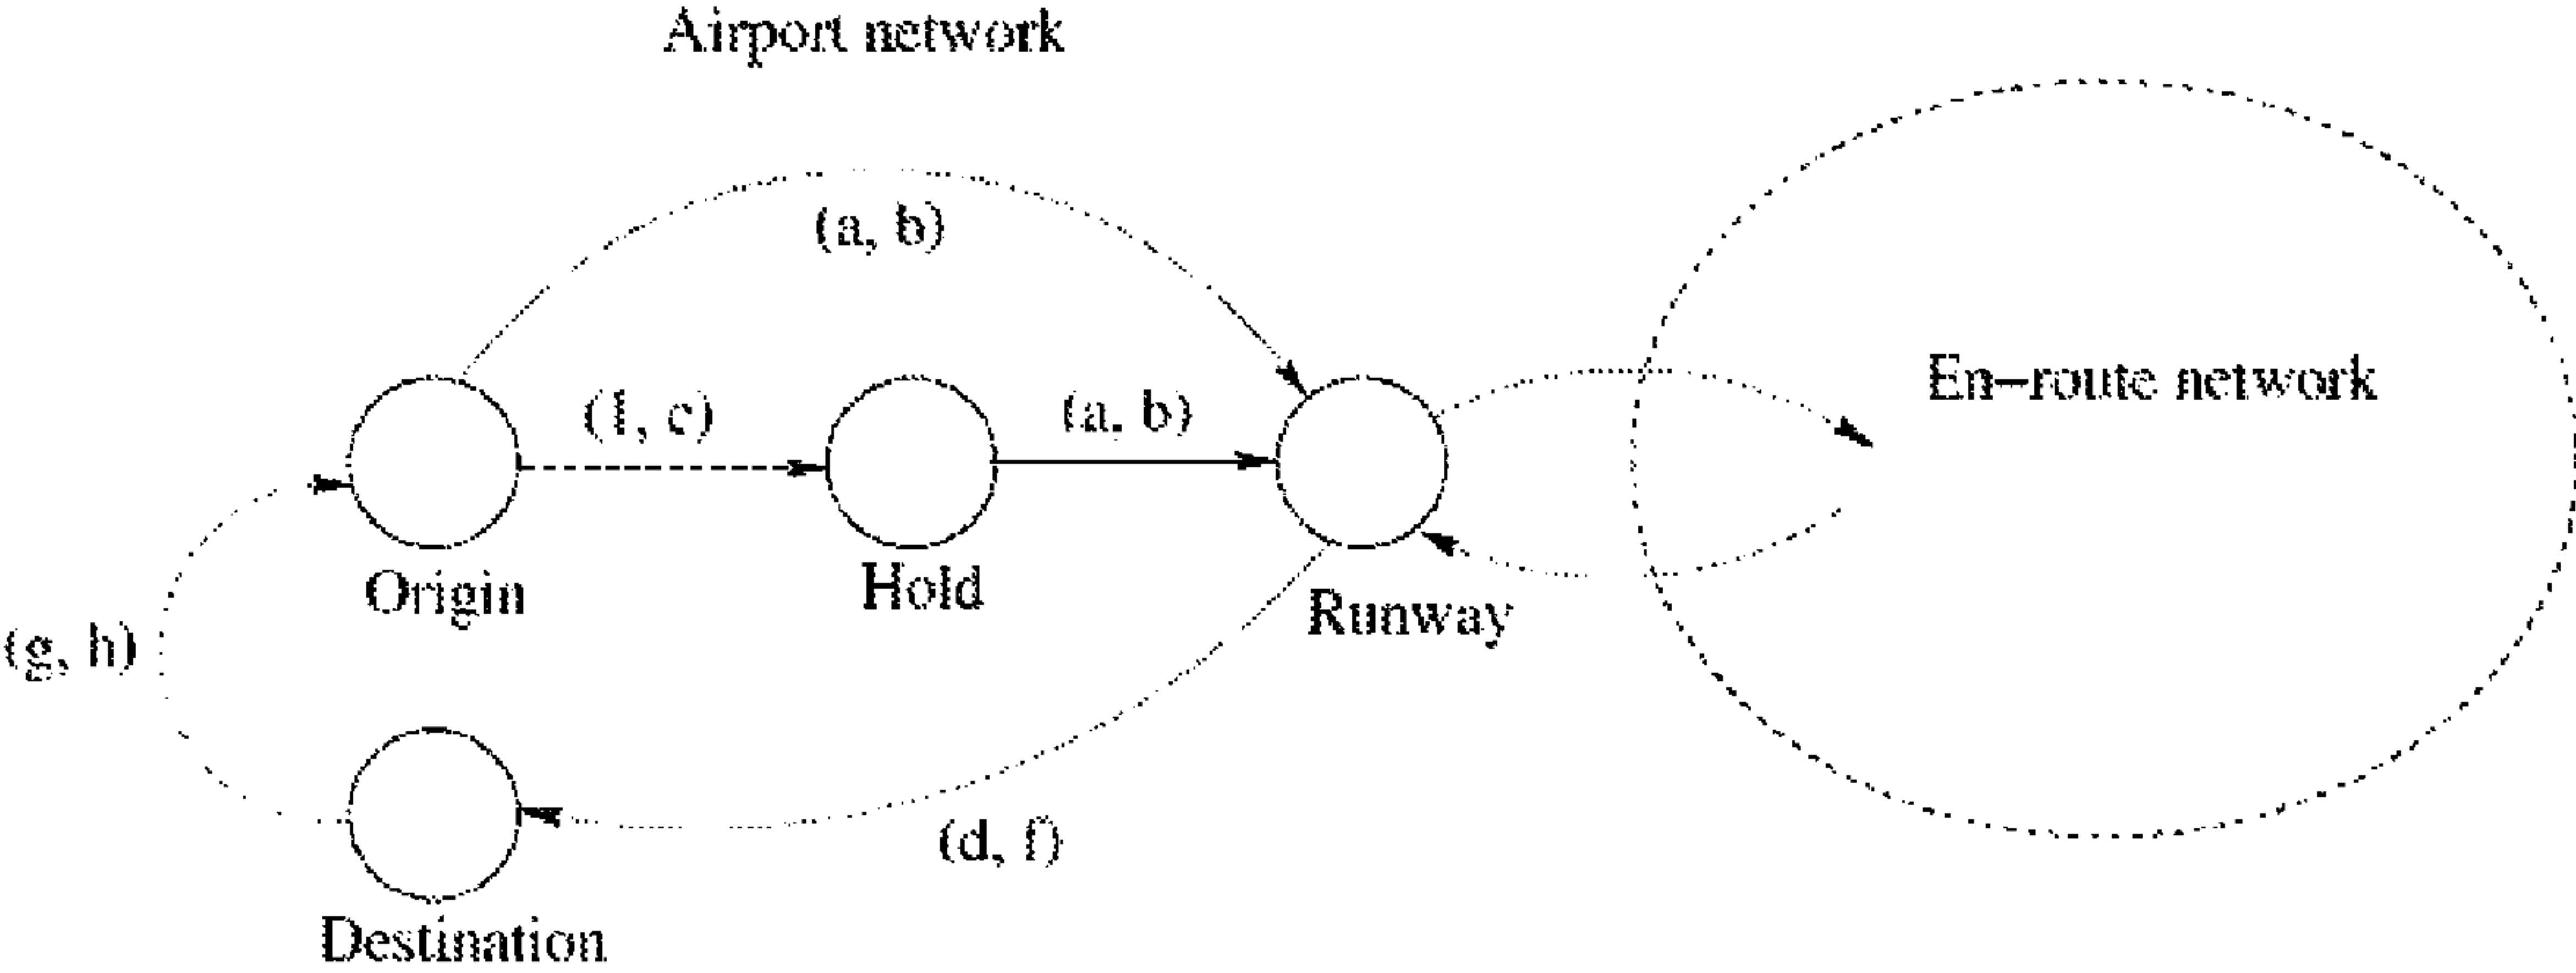 Airport network
(a, b)
En-route network
(1, c)
(a, b)
Origin
Hold
Runway
(g, h)
(d, f)
Destination